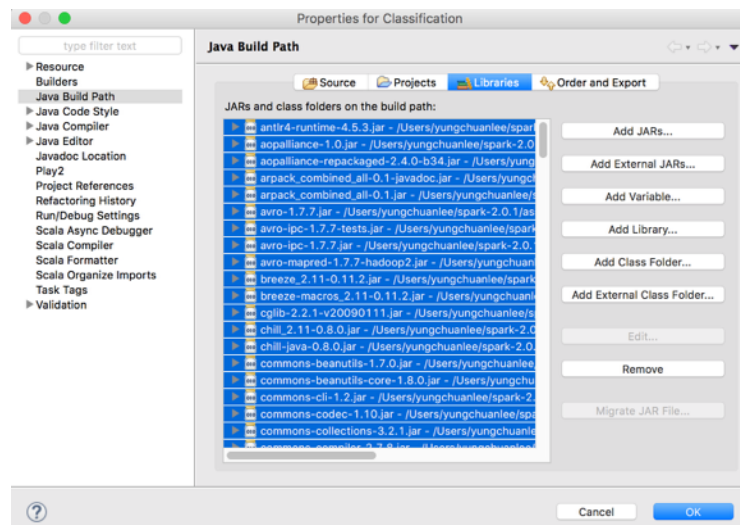 Properties for Classification
type filter text
Resource
Builders
Java Build Path
Java Code Style
Java Compiler
Java Editor
Javadoc Location
Play2
Project References
Refactoring History
Run/Debug Settings
Scala Async Debugger
Scala Compiler
Scala Formatter
Scala Organize Imports
Task Tags
Validation
Java Build Path
Source Projects Libraries Order and Export
JARs and class folders on the build path:
antlr4-runtime-4.5.3.jar - /Users/yungchuanlee/spar
aopalliance-1.0.jar - /Users/yungchuanlee/spark-2.0
aopalliance-repackaged-2.4.0-b34.jar - /Users/yung
arpack_combined_all-0.1-javadoc.jar - /Users/yungch
arpack_combined_all-0.1.jar - /Users/yungchuanlee/s
avro-1.7.7.jar - /Users/yungchuanlee/spark-2.0.1/as
avro-ipc-1.7.7-tests.jar - /Users/yungchuanlee/spark
avro-ipc-1.7.7.jar - /Users/yungchuanlee/spark-2.0.
avro-mapred-1.7.7-hadoop2.jar - /Users/yungchuan
breeze_2.11-0.11.2.jar - /Users/yungchuanlee/spark
breeze-macros_2.11-0.11.2.jar - /Users/yungchuanl
cglib-2.2.1-v20090111.jar - /Users/yungchuanlee/s
chill_2.11-0.8.0.jar - /Users/yungchuanlee/spark-2.0
chill-java-0.8.0.jar - /Users/yungchuanlee/spark-2.0.
commons-beanutils-1.7.0.jar - /Users/yungchuanlee
commons-beanutils-core-1.8.0.jar - /Users/yungchu
commons-cli-1.2.jar - /Users/yungchuanlee/spark-2.
commons-codec-1.10.jar - /Users/yungchuanlee/spa
commons-collections-3.2.1.jar - /Users/yungchuanle
Add JARs...
Add External JARs...
Add Variable...
Add Library...
Add Class Folder...
Add External Class Folder...
Edit...
Remove
Migrate JAR File...
?
Cancel
OK